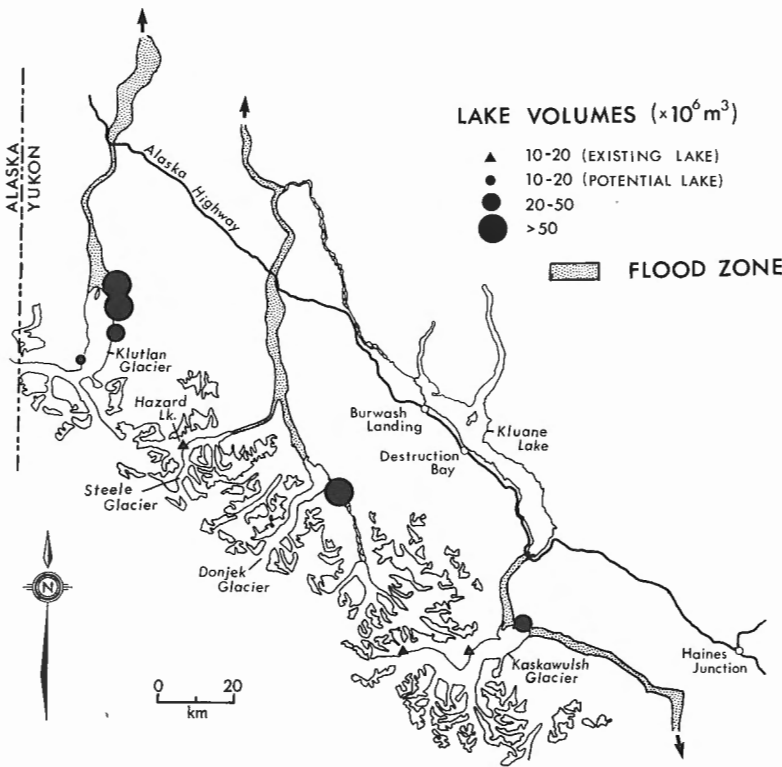 LAKE VOLUMES (×10⁶m³)
10-20 (EXISTING LAKE)
10-20 (POTENTIAL LAKE)
20-50
>50
FLOOD ZONE
ALASKA
YUKON
Alaska
Highway
Klutlan
Glacier
Hazard
Lk.
Steele
Glacier
Donjek
Glacier
Burwash
Landing
Destruction
Bay
Kluane
Lake
Kaskawulsh
Glacier
Haines
Junction
N
0 20
km